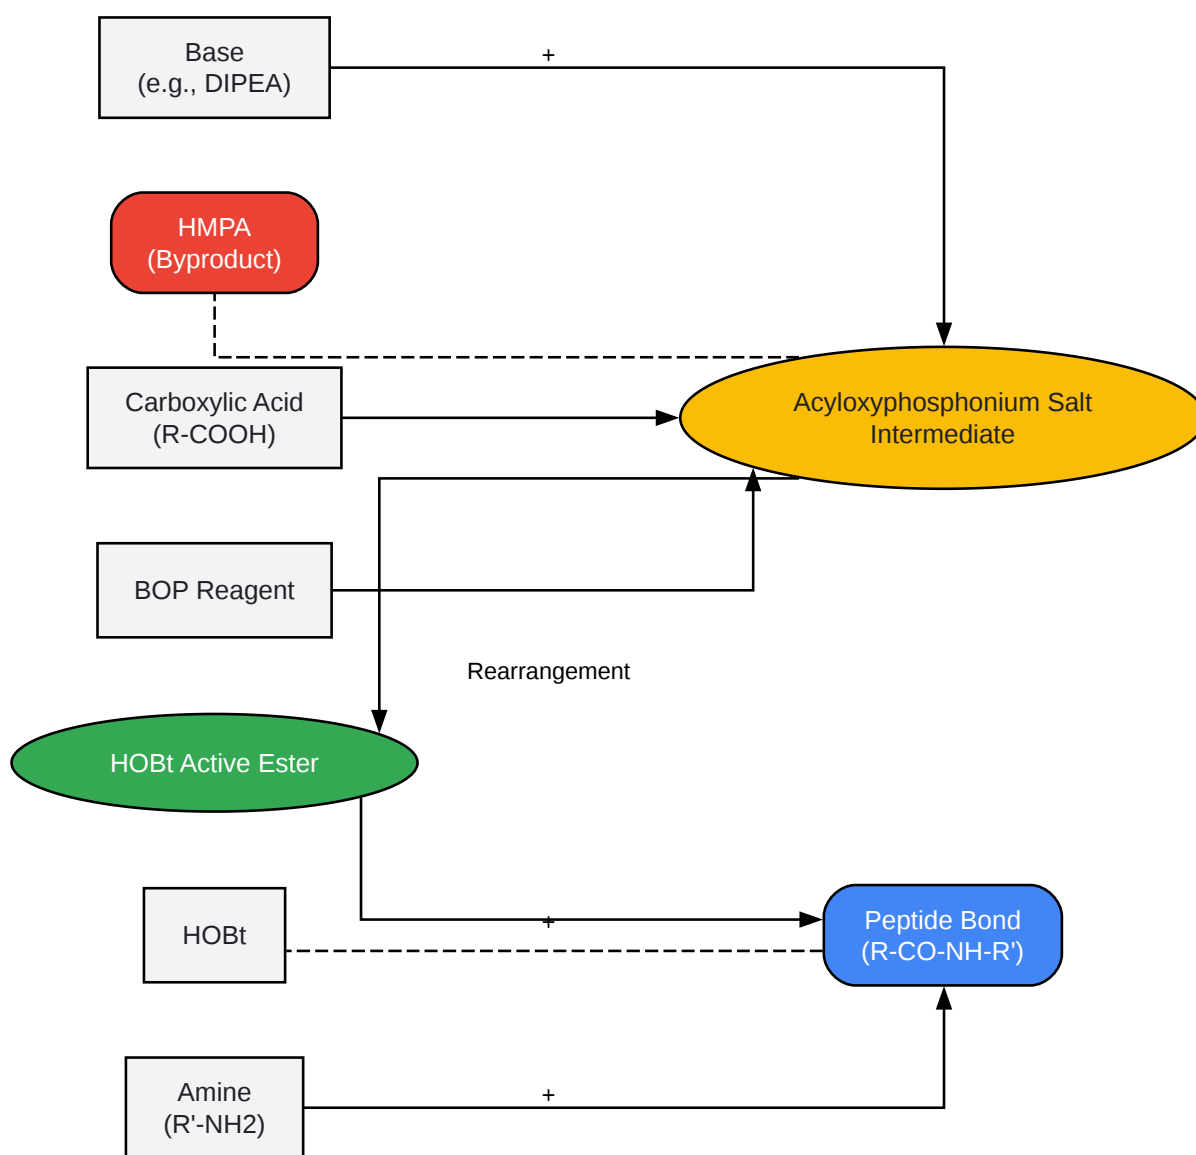 Base
(e.g., DIPEA)
+
HMPA
(Byproduct)
Carboxylic Acid
(R-COOH)
Acyloxyphosphonium Salt
Intermediate
BOP Reagent
Rearrangement
HOBt Active Ester
HOBt
+
Peptide Bond
(R-CO-NH-R')
Amine
(R'-NH2)
+